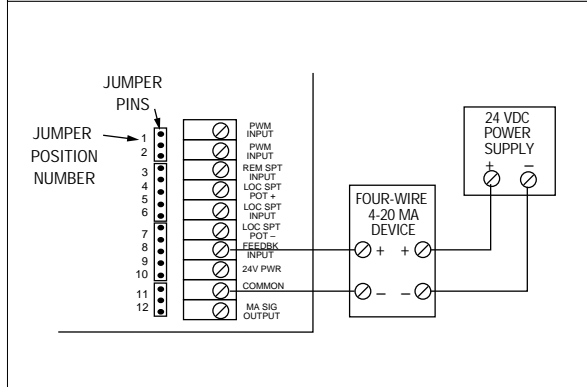 JUMPER
PINS
JUMPER
POSITION
NUMBER
1
2
3
4
5
6
7
8
9
10
11
12
PWM
INPUT
PWM
INPUT
REM SPT
INPUT
LOC SPT
POT +
LOC SPT
INPUT
LOC SPT
POT –
FEEDBK
INPUT
24V PWR
COMMON
MA SIG
OUTPUT
FOUR-WIRE
4-20 MA
DEVICE
+ +
– –
24 VDC
POWER
SUPPLY
+ –